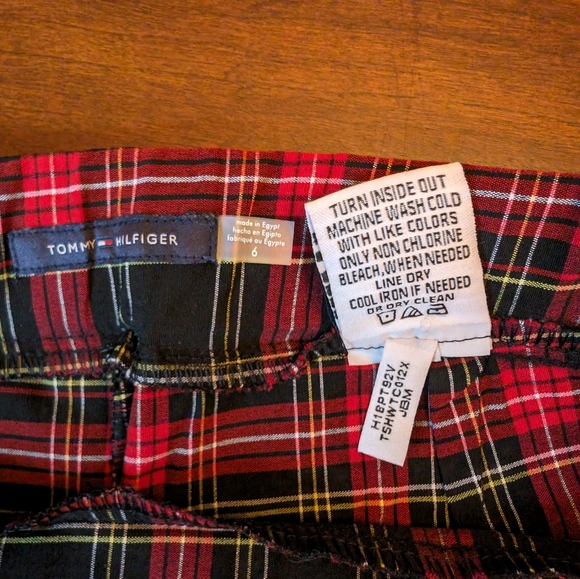 TOMMY HILFIGER
made in Egypt
hecho en Egipto
fabriqué au Egypte
6
TURN INSIDE OUT
MACHINE WASH COLD
WITH LIKE COLORS
ONLY NON CHLORINE
BLEACH,WHEN NEEDED
LINE DRY
COOL IRON IF NEEDED
OR DRY CLEAN
H18PT92V
TSHWTC012X
JBM